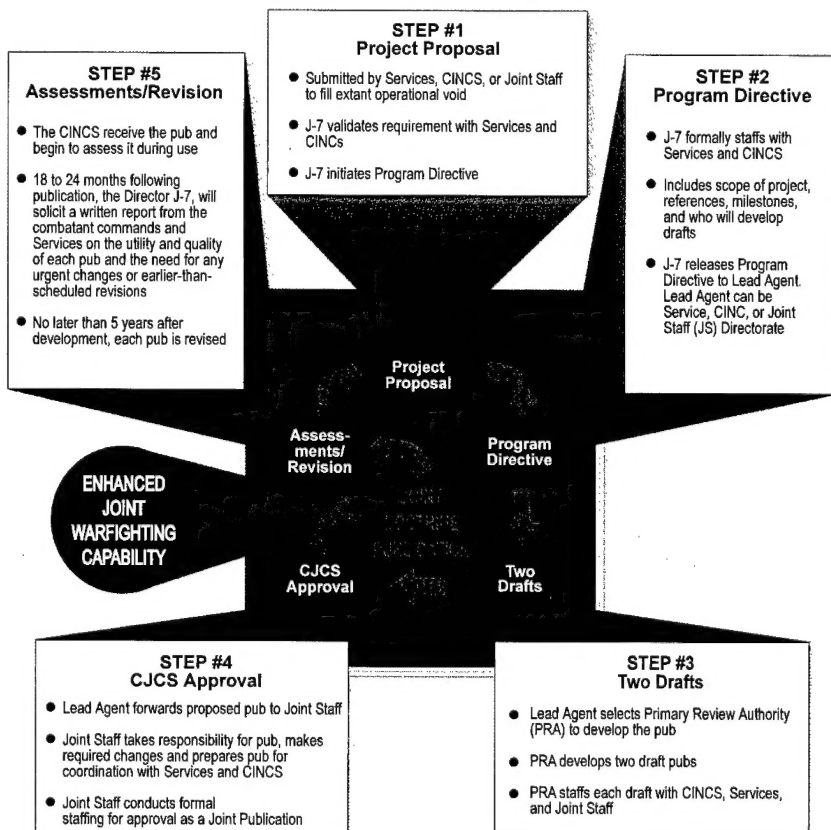 STEP #1
Project Proposal
● Submitted by Services, CINCS, or Joint Staff
to fill extant operational void
● J-7 validates requirement with Services and
CINCs
● J-7 initiates Program Directive
STEP #2
Program Directive
● J-7 formally staffs with
Services and CINCS
● Includes scope of project,
references, milestones,
and who will develop
drafts
● J-7 releases Program
Directive to Lead Agent.
Lead Agent can be
Service, CINC, or Joint
Staff (JS) Directorate
STEP #3
Two Drafts
● Lead Agent selects Primary Review Authority
(PRA) to develop the pub
● PRA develops two draft pubs
● PRA staffs each draft with CINCS, Services,
and Joint Staff
STEP #4
CJCS Approval
● Lead Agent forwards proposed pub to Joint Staff
● Joint Staff takes responsibility for pub, makes
required changes and prepares pub for
coordination with Services and CINCS
● Joint Staff conducts formal
staffing for approval as a Joint Publication
STEP #5
Assessments/Revision
● The CINCS receive the pub and
begin to assess it during use
● 18 to 24 months following
publication, the Director J-7, will
solicit a written report from the
combatant commands and
Services on the utility and quality
of each pub and the need for any
urgent changes or earlier-than-
scheduled revisions
● No later than 5 years after
development, each pub is revised
Project
Proposal
Program
Directive
Two
Drafts
CJCS
Approval
Assess-
ments/
Revision
ENHANCED
JOINT
WARFIGHTING
CAPABILITY